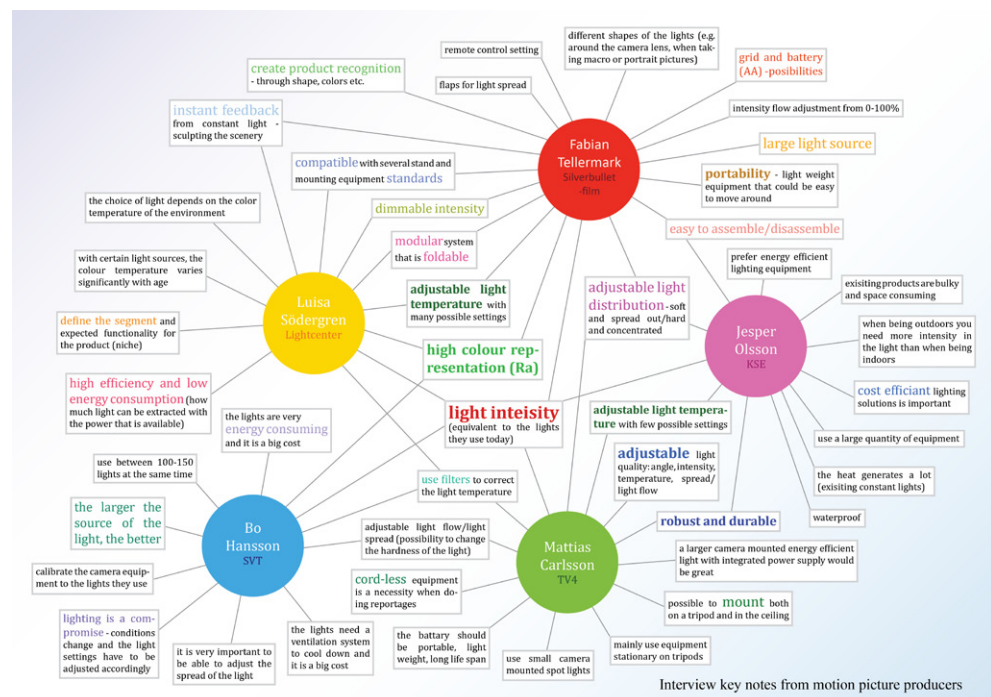 different shapes of the lights (e.g.
around the camera lens, when tak-
ing macro or portrait pictures)
remote control setting
grid and battery
(AA) -posibilities
create product recognition
- through shape, colors etc.
flaps for light spread
instant feedback
from constant light -
sculpting the scenery
intensity flow adjustment from 0-100%
Fabian
Tellermark
Silverbullet
-film
large light source
compatible with several stand and
mounting equipment standards
portability - light weight
equipment that could be easy
to move around
the choice of light depends on the color
temperature of the environment
dimmable intensity
easy to assemble/disassemble
modular system
that is foldable
prefer energy efficient
lighting equipment
with certain light sources, the
colour temperature varies
significantly with age
adjustable light
temperature with
many possible settings
adjustable light
distribution - soft
and spread out/hard
and concentrated
exisiting products are bulky
and space consuming
Luisa
Södergren
Lightcenter
define the segment and
expected functionality for
the product (niche)
Jesper
Olsson
KSE
when being outdoors you
need more intensity in
the light than when being
indoors
high colour rep-
resentation (Ra)
high efficiency and low
energy consumption (how
much light can be extracted with
the power that is available)
cost efficiant lighting
solutions is important
the lights are very
energy consuming
and it is a big cost
light inteisity
(equivalent to the lights
they use today)
adjustable light tempera-
ture with few possible settings
use a large quantity of equipment
use between 100-150
lights at the same time
use filters to correct
the light temperature
adjustable light
quality: angle, intensity,
temperature, spread/
light flow
the heat generates a lot
(exisiting constant lights)
the larger the
source of the
light, the better
waterproof
robust and durable
Bo
Hansson
SVT
adjustable light flow/light
spread (possibility to change
the hardness of the light)
Mattias
Carlsson
TV4
a larger camera mounted energy efficient
light with integrated power supply would
be great
calibrate the camera equip-
ment to the lights they use
cord-less equipment
is a necessity when do-
ing reportages
possible to mount both
on a tripod and in the ceiling
lighting is a com-
promise - conditions
change and the light
settings have to be
adjusted accordingly
it is very important to
be able to adjust the
spread of the light
the lights need a
ventilation system
to cool down and
it is a big cost
the battary should
be portable, light
weight, long life span
use small camera
mounted spot lights
mainly use equipment
stationary on tripods
Interview key notes from motion picture producers